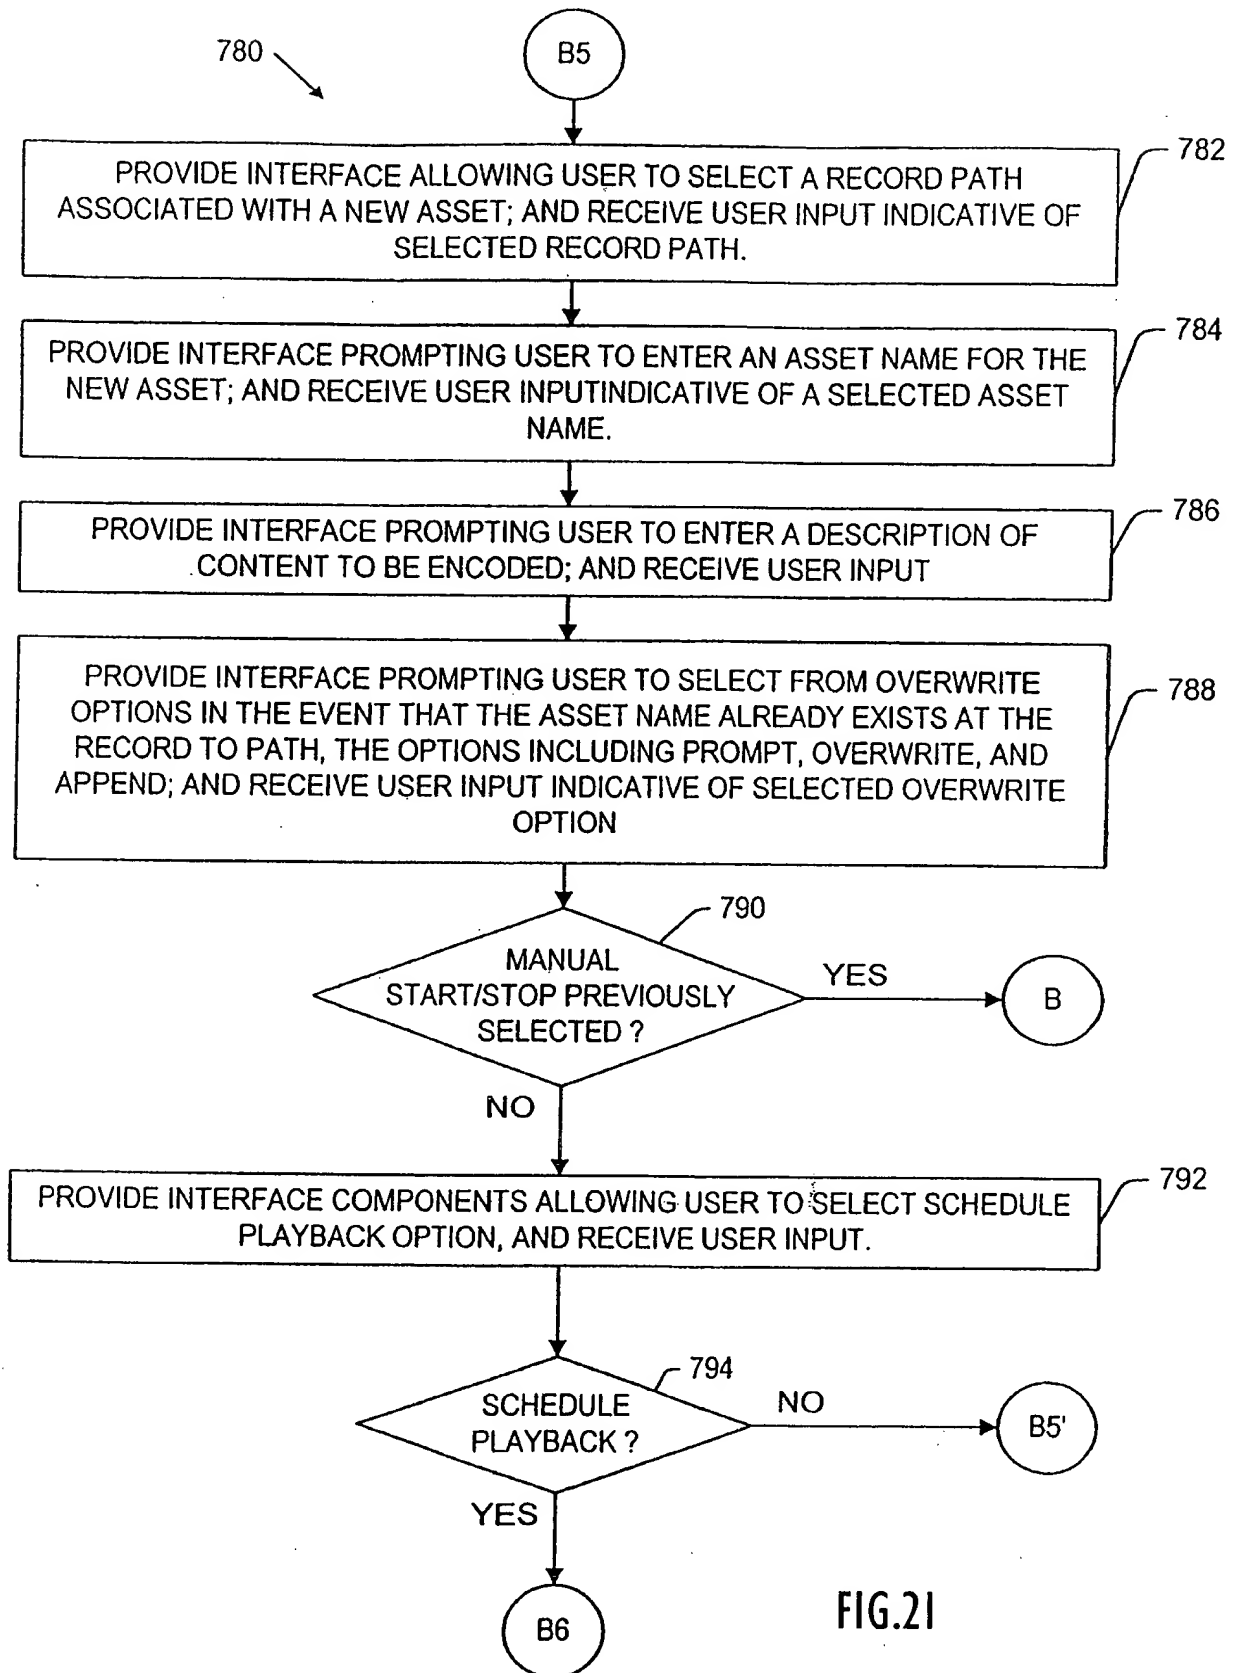 780
B5
782
PROVIDE INTERFACE ALLOWING USER TO SELECT A RECORD PATH
ASSOCIATED WITH A NEW ASSET; AND RECEIVE USER INPUT INDICATIVE OF
SELECTED RECORD PATH.
784
PROVIDE INTERFACE PROMPTING USER TO ENTER AN ASSET NAME FOR THE
NEW ASSET; AND RECEIVE USER INPUTINDICATIVE OF A SELECTED ASSET
NAME.
786
PROVIDE INTERFACE PROMPTING USER TO ENTER A DESCRIPTION OF
CONTENT TO BE ENCODED; AND RECEIVE USER INPUT
788
PROVIDE INTERFACE PROMPTING USER TO SELECT FROM OVERWRITE
OPTIONS IN THE EVENT THAT THE ASSET NAME ALREADY EXISTS AT THE
RECORD TO PATH, THE OPTIONS INCLUDING PROMPT, OVERWRITE, AND
APPEND; AND RECEIVE USER INPUT INDICATIVE OF SELECTED OVERWRITE
OPTION
790
MANUAL
START/STOP PREVIOUSLY
SELECTED ?
YES
B
NO
792
PROVIDE INTERFACE COMPONENTS ALLOWING USER TO SELECT SCHEDULE
PLAYBACK OPTION, AND RECEIVE USER INPUT.
794
SCHEDULE
PLAYBACK ?
NO
B5'
YES
B6
FIG.21